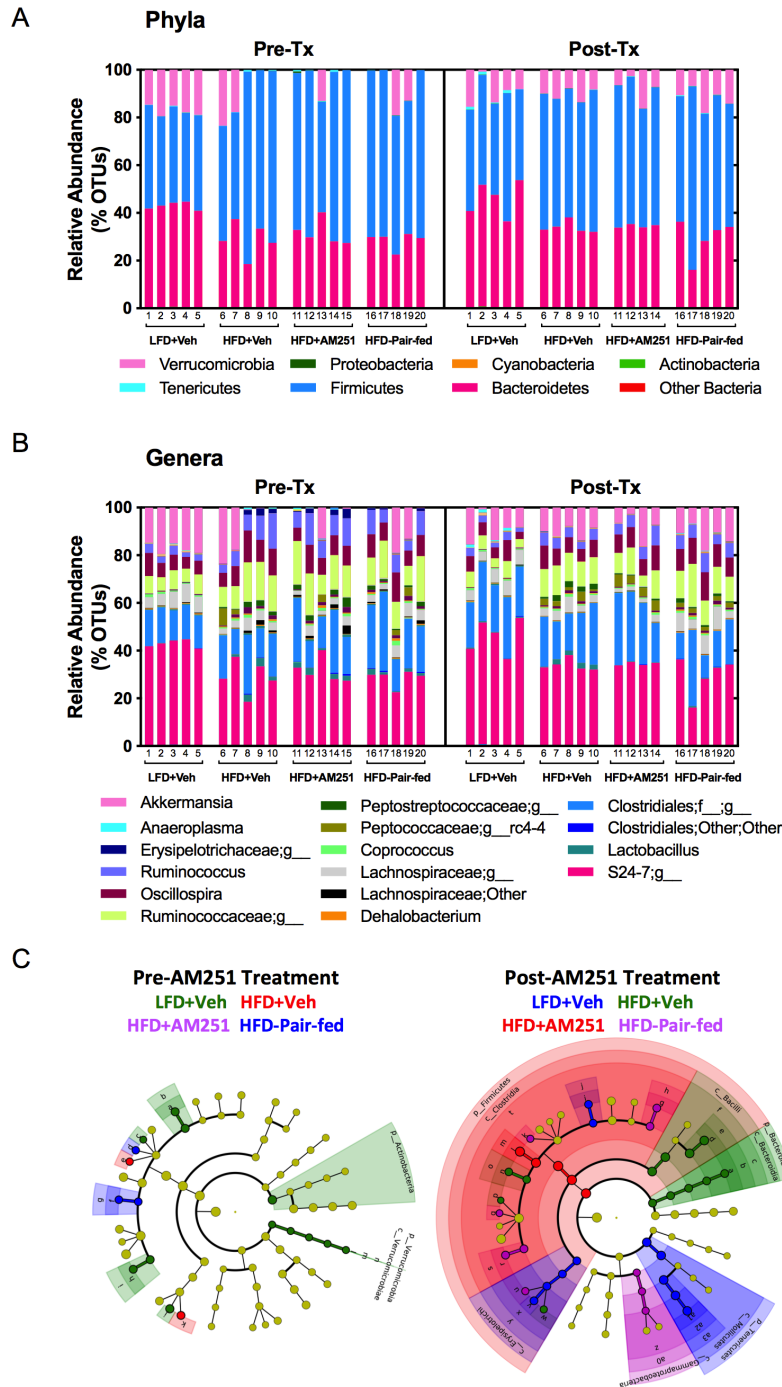 A
Phyla
Pre-Tx
Post-Tx
Relative Abundance
(% OTUs)
100
80
60
40
20
0
1 2 3 4 5 6 7 8 9 10 11 12 13 14 15 16 17 18 19 20
1 2 3 4 5 6 7 8 9 10 11 12 13 14 16 17 18 19 20
LFD+Veh HFD+Veh HFD+AM251 HFD-Pair-fed
LFD+Veh HFD+Veh HFD+AM251 HFD-Pair-fed
Verrucomicrobia Proteobacteria Cyanobacteria Actinobacteria
Tenericutes Firmicutes Bacteroidetes Other Bacteria
B
Genera
Pre-Tx
Post-Tx
Relative Abundance
(% OTUs)
100
80
60
40
20
0
1 2 3 4 5 6 7 8 9 10 11 12 13 14 15 16 17 18 19 20
1 2 3 4 5 6 7 8 9 10 11 12 13 14 16 17 18 19 20
LFD+Veh HFD+Veh HFD+AM251 HFD-Pair-fed
LFD+Veh HFD+Veh HFD+AM251 HFD-Pair-fed
Akkermansia Peptostreptococcaceae;g__ Clostridiales;f__;g__
Anaeroplasma Peptococcaceae;g__rc4-4 Clostridiales;Other;Other
Erysipelotrichaceae;g__ Coprococcus Lactobacillus
Ruminococcus Lachnospiraceae;g__ S24-7;g__
Oscillospira Lachnospiraceae;Other
Ruminococcaceae;g__ Dehalobacterium
C
Pre-AM251 Treatment
LFD+Veh HFD+Veh
HFD+AM251 HFD-Pair-fed
b
a
g
f
i
h
k
p__Actinobacteria
m
n
c__Verrucomicrobiae
p__Verrucomicrobia
Post-AM251 Treatment
LFD+Veh HFD+Veh
HFD+AM251 HFD-Pair-fed
p__Firmicutes
c__Clostridia
t
j
h
c__Bacilli
f
e
c
b
a
c__Bacteroidia
m
o
s
r
w
x
y
c__Erysipelotrichi
z
a0
c__Gammaproteobacteria
a2
a3
c__Mollicutes
p__Tenericutes